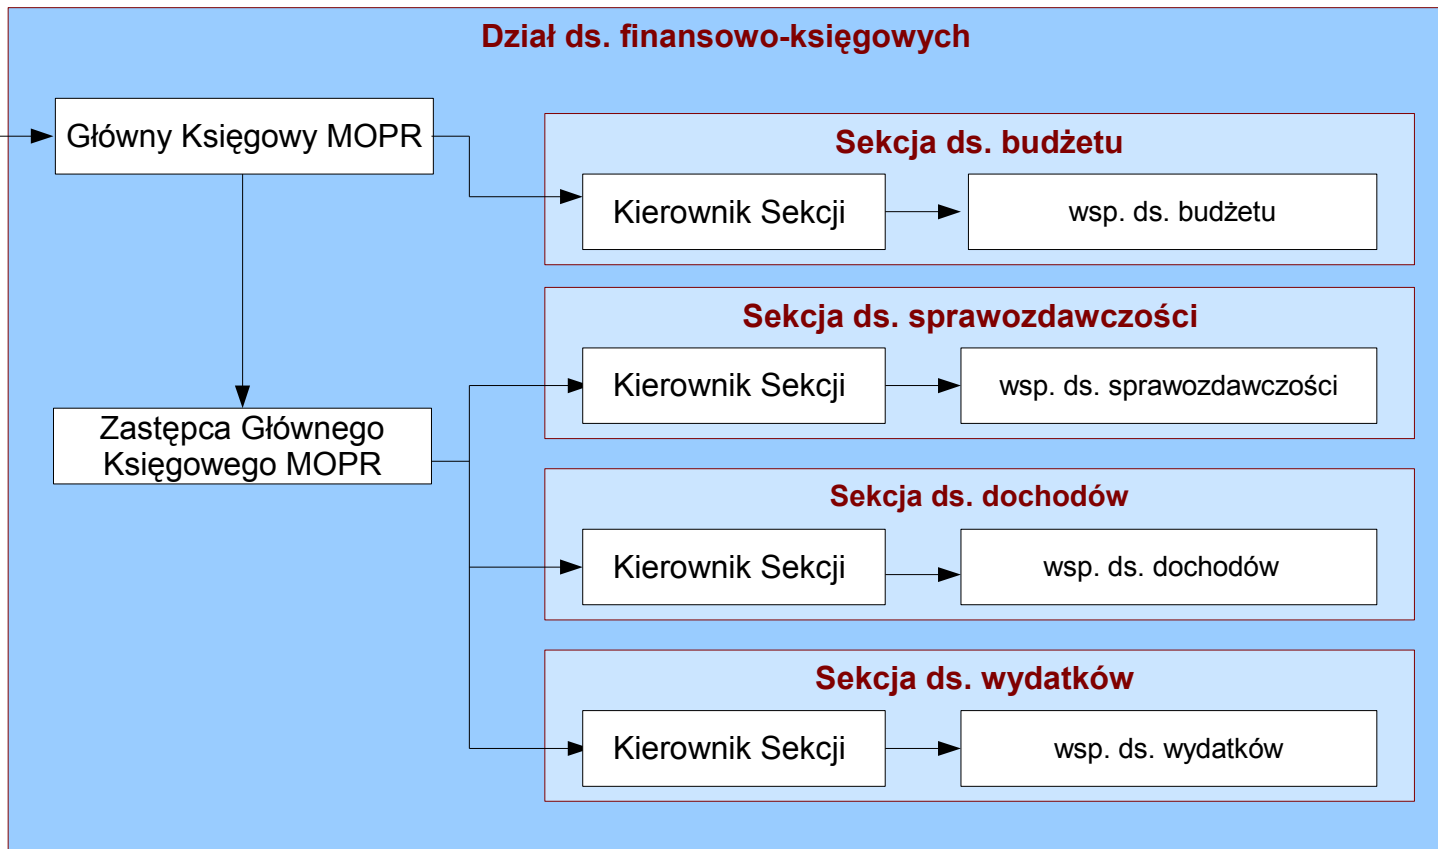 Dział ds. finansowo-księgowych
Główny Księgowy MOPR
Sekcja ds. budżetu
Kierownik Sekcji
wsp. ds. budżetu
Sekcja ds. sprawozdawczości
Kierownik Sekcji
wsp. ds. sprawozdawczości
Zastępca Głównego
Księgowego MOPR
Sekcja ds. dochodów
Kierownik Sekcji
wsp. ds. dochodów
Sekcja ds. wydatków
Kierownik Sekcji
wsp. ds. wydatków